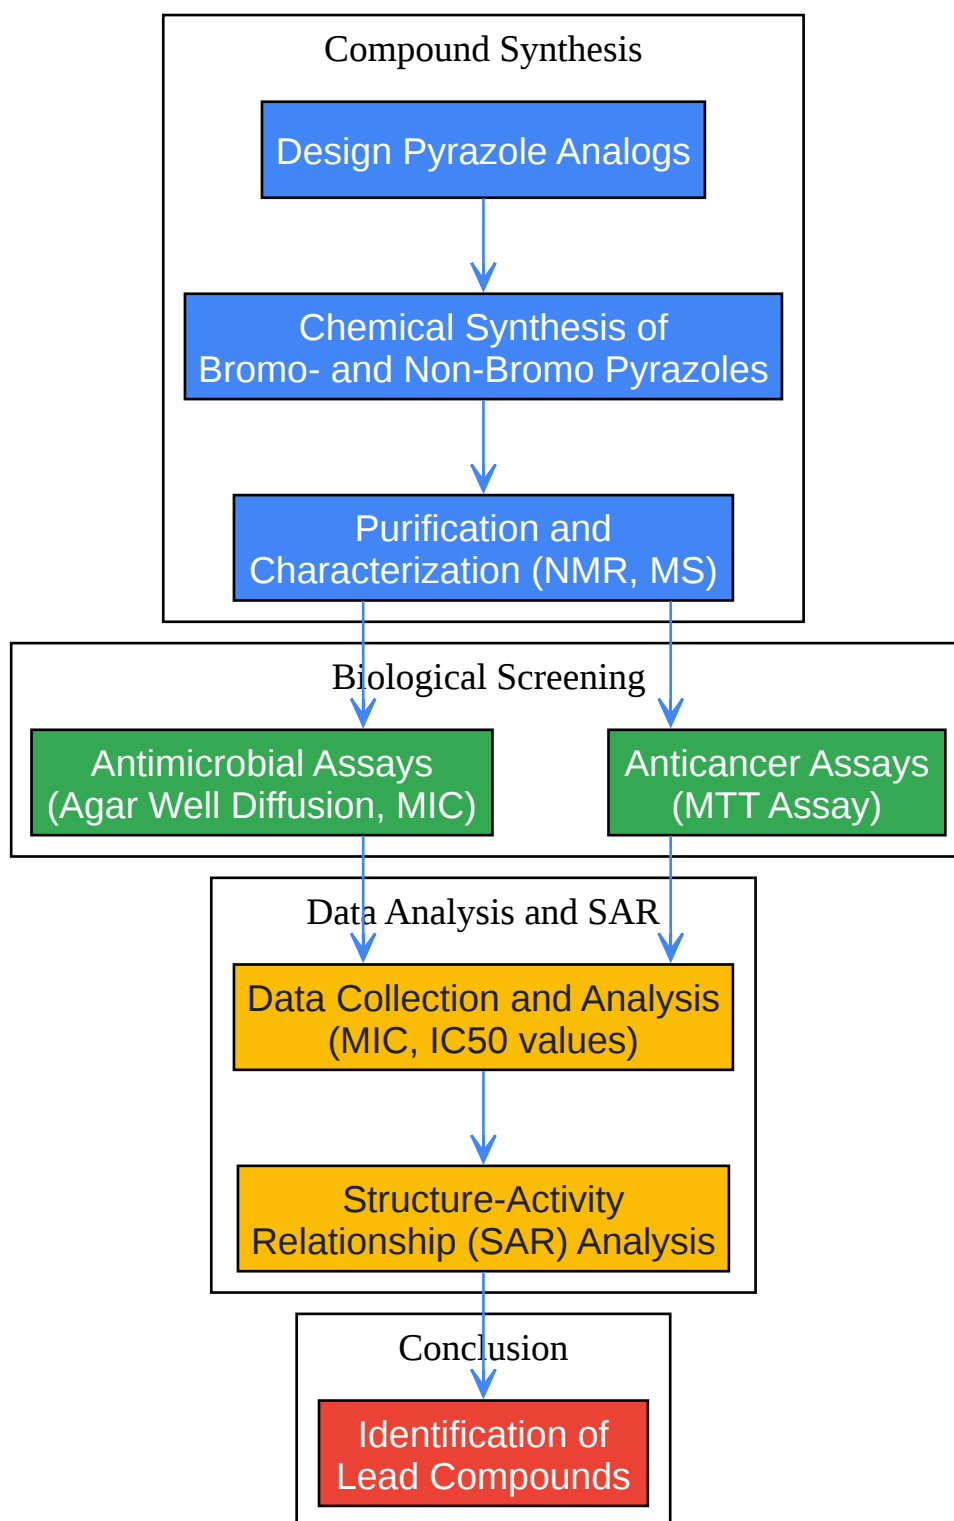 Compound Synthesis
Design Pyrazole Analogs
Chemical Synthesis of
Bromo- and Non-Bromo Pyrazoles
Purification and
Characterization (NMR, MS)
Biological Screening
Antimicrobial Assays
(Agar Well Diffusion, MIC)
Anticancer Assays
(MTT Assay)
Data Analysis and SAR
Data Collection and Analysis
(MIC, IC50 values)
Structure-Activity
Relationship (SAR) Analysis
Conclusion
Identification of
Lead Compounds